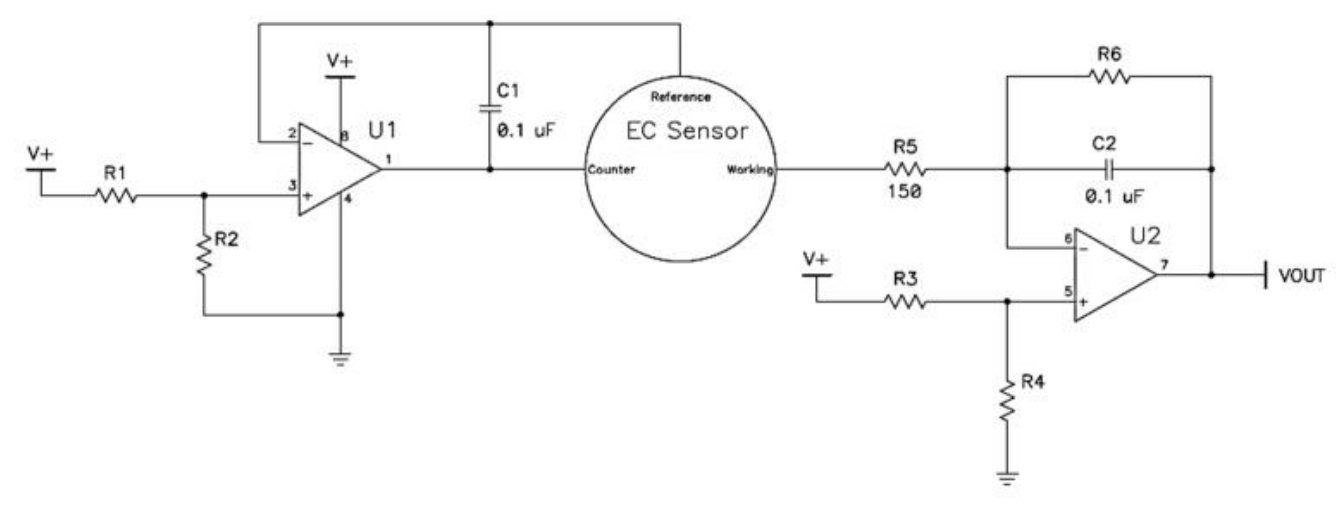 V+
R1
R2
2
3
8
4
1
U1
V+
C1
0.1 uF
Reference
EC Sensor
Counter
Working
R5
150
R6
C2
0.1 uF
V+
R3
R4
6
5
7
U2
VOUT